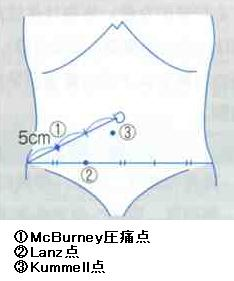 5cm
①
③
②
①McBurney圧痛点
②Lanz点
③Kummell点